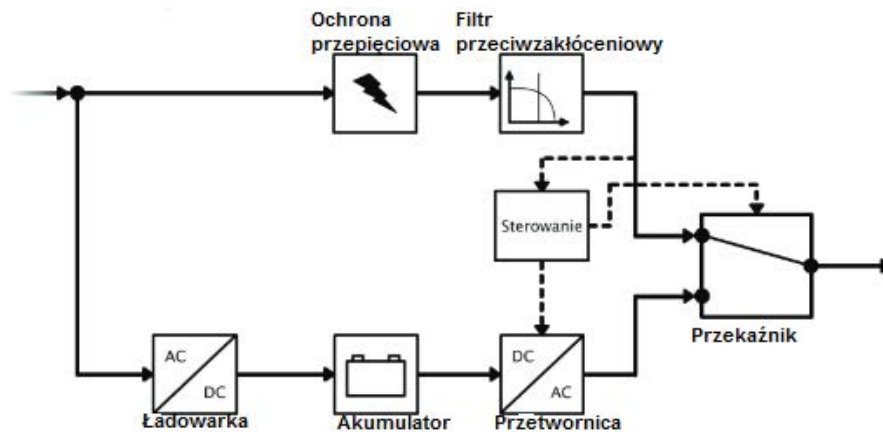 Ochrona
przepięciowa
Filtr
przeciwzakłóceniowy
Sterowanie
Przekaźnik
AC
DC
Ładowarka
Akumulator
DC
AC
Przetwornica